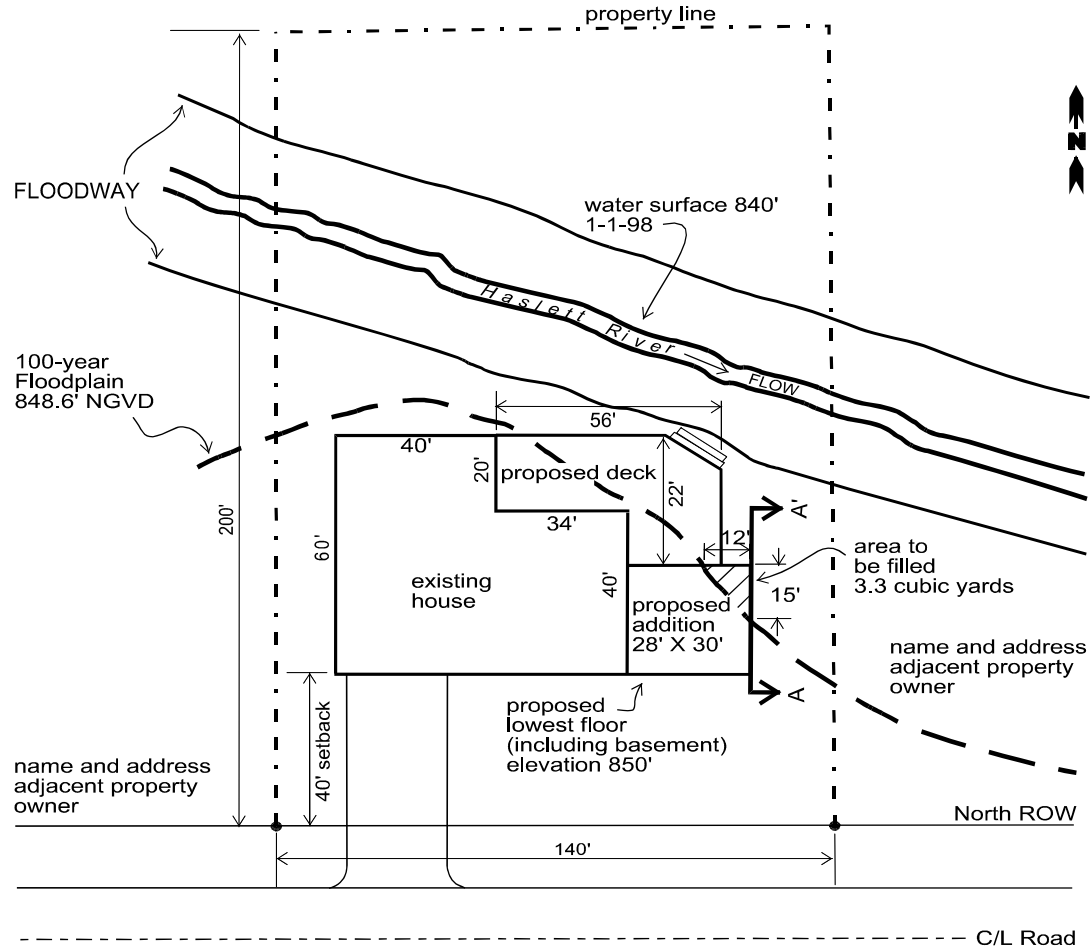 property line
N
FLOODWAY
water surface 840'
1-1-98
Haslett River
FLOW
100-year
Floodplain
848.6' NGVD
56'
40'
20'
proposed deck
22'
34'
200'
60'
12'
A'
area to
be filled
3.3 cubic yards
existing
house
40'
proposed
addition
28' X 30'
15'
name and address
adjacent property
owner
A
proposed
lowest floor
(including basement)
elevation 850'
40' setback
name and address
adjacent property
owner
North ROW
140'
C/L Road